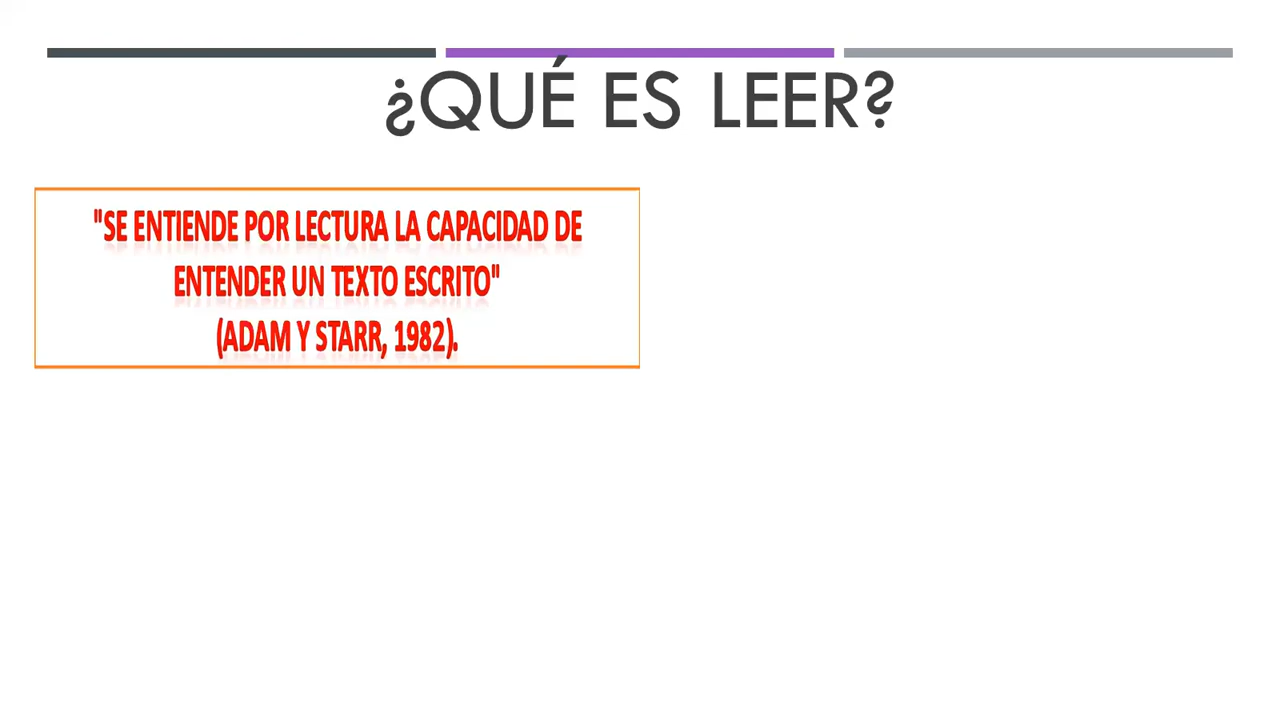 ¿QUÉ ES LEER?
"SE ENTIENDE POR LECTURA LA CAPACIDAD DE
ENTENDER UN TEXTO ESCRITO"
(ADAM Y STARR, 1982).